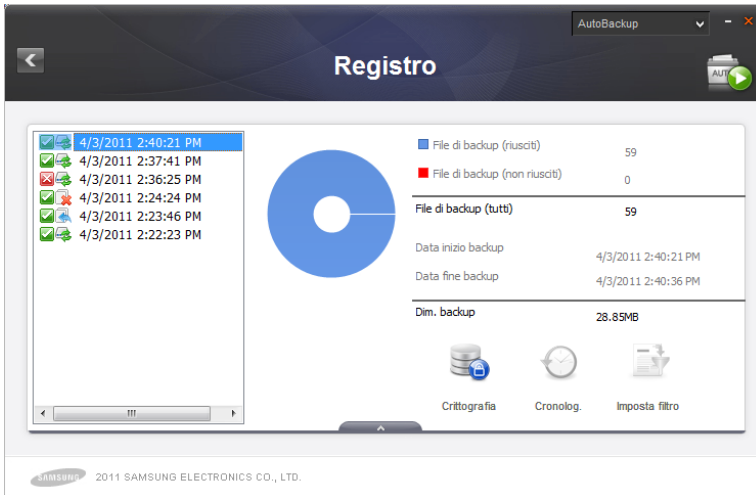 AutoBackup
Registro
AUTO
4/3/2011 2:40:21 PM
4/3/2011 2:37:41 PM
4/3/2011 2:36:25 PM
4/3/2011 2:24:24 PM
4/3/2011 2:23:46 PM
4/3/2011 2:22:23 PM
File di backup (riusciti) 59
File di backup (non riusciti) 0
File di backup (tutti) 59
Data inizio backup 4/3/2011 2:40:21 PM
Data fine backup 4/3/2011 2:40:36 PM
Dim. backup 28.85MB
Crittografia Cronolog. Imposta filtro
SAMSUNG 2011 SAMSUNG ELECTRONICS CO., LTD.